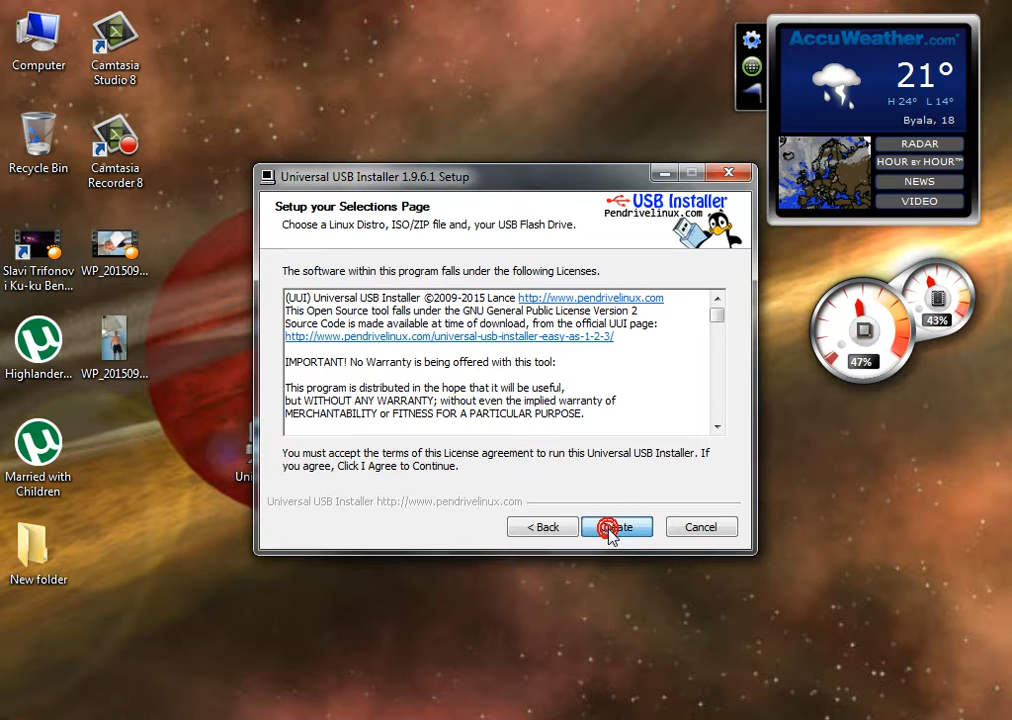 Computer
Camtasia
Studio 8
Recycle Bin
Camtasia
Recorder 8
Slavi Trifonov
i Ku-ku Ben...
WP_201509...
Highlander...
WP_201509...
Married with
Children
New folder
Uni
Universal USB Installer 1.9.6.1 Setup
Setup your Selections Page
Choose a Linux Distro, ISO/ZIP file and, your USB Flash Drive.
USB Installer
Pendrivelinux.com
The software within this program falls under the following Licenses.
(UUI) Universal USB Installer ©2009-2015 Lance http://www.pendrivelinux.com
This Open Source tool falls under the GNU General Public License Version 2
Source Code is made available at time of download, from the official UUI page:
http://www.pendrivelinux.com/universal-usb-installer-easy-as-1-2-3/
IMPORTANT! No Warranty is being offered with this tool:
This program is distributed in the hope that it will be useful,
but WITHOUT ANY WARRANTY; without even the implied warranty of
MERCHANTABILITY or FITNESS FOR A PARTICULAR PURPOSE.
You must accept the terms of this License agreement to run this Universal USB Installer. If
you agree, Click I Agree to Continue.
Universal USB Installer http://www.pendrivelinux.com
< Back
Cancel
AccuWeather.com®
21°
H 24° L 14°
Byala, 18
RADAR
HOUR BY HOUR™
NEWS
VIDEO
43%
47%